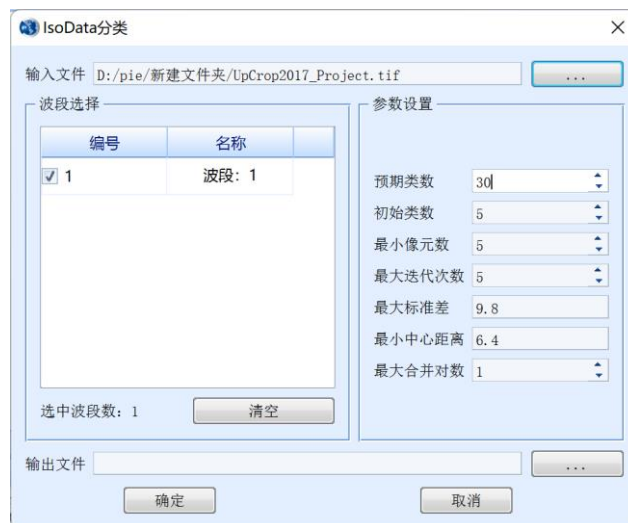 IsoData分类
输入文件 D:/pie/新建文件夹/UpCrop2017_Project.tif ...
波段选择
编号 名称
1 波段: 1
选中波段数: 1 清空
参数设置
预期类数 30
初始类数 5
最小像元数 5
最大迭代次数 5
最大标准差 9.8
最小中心距离 6.4
最大合并对数 1
输出文件 ...
确定 取消